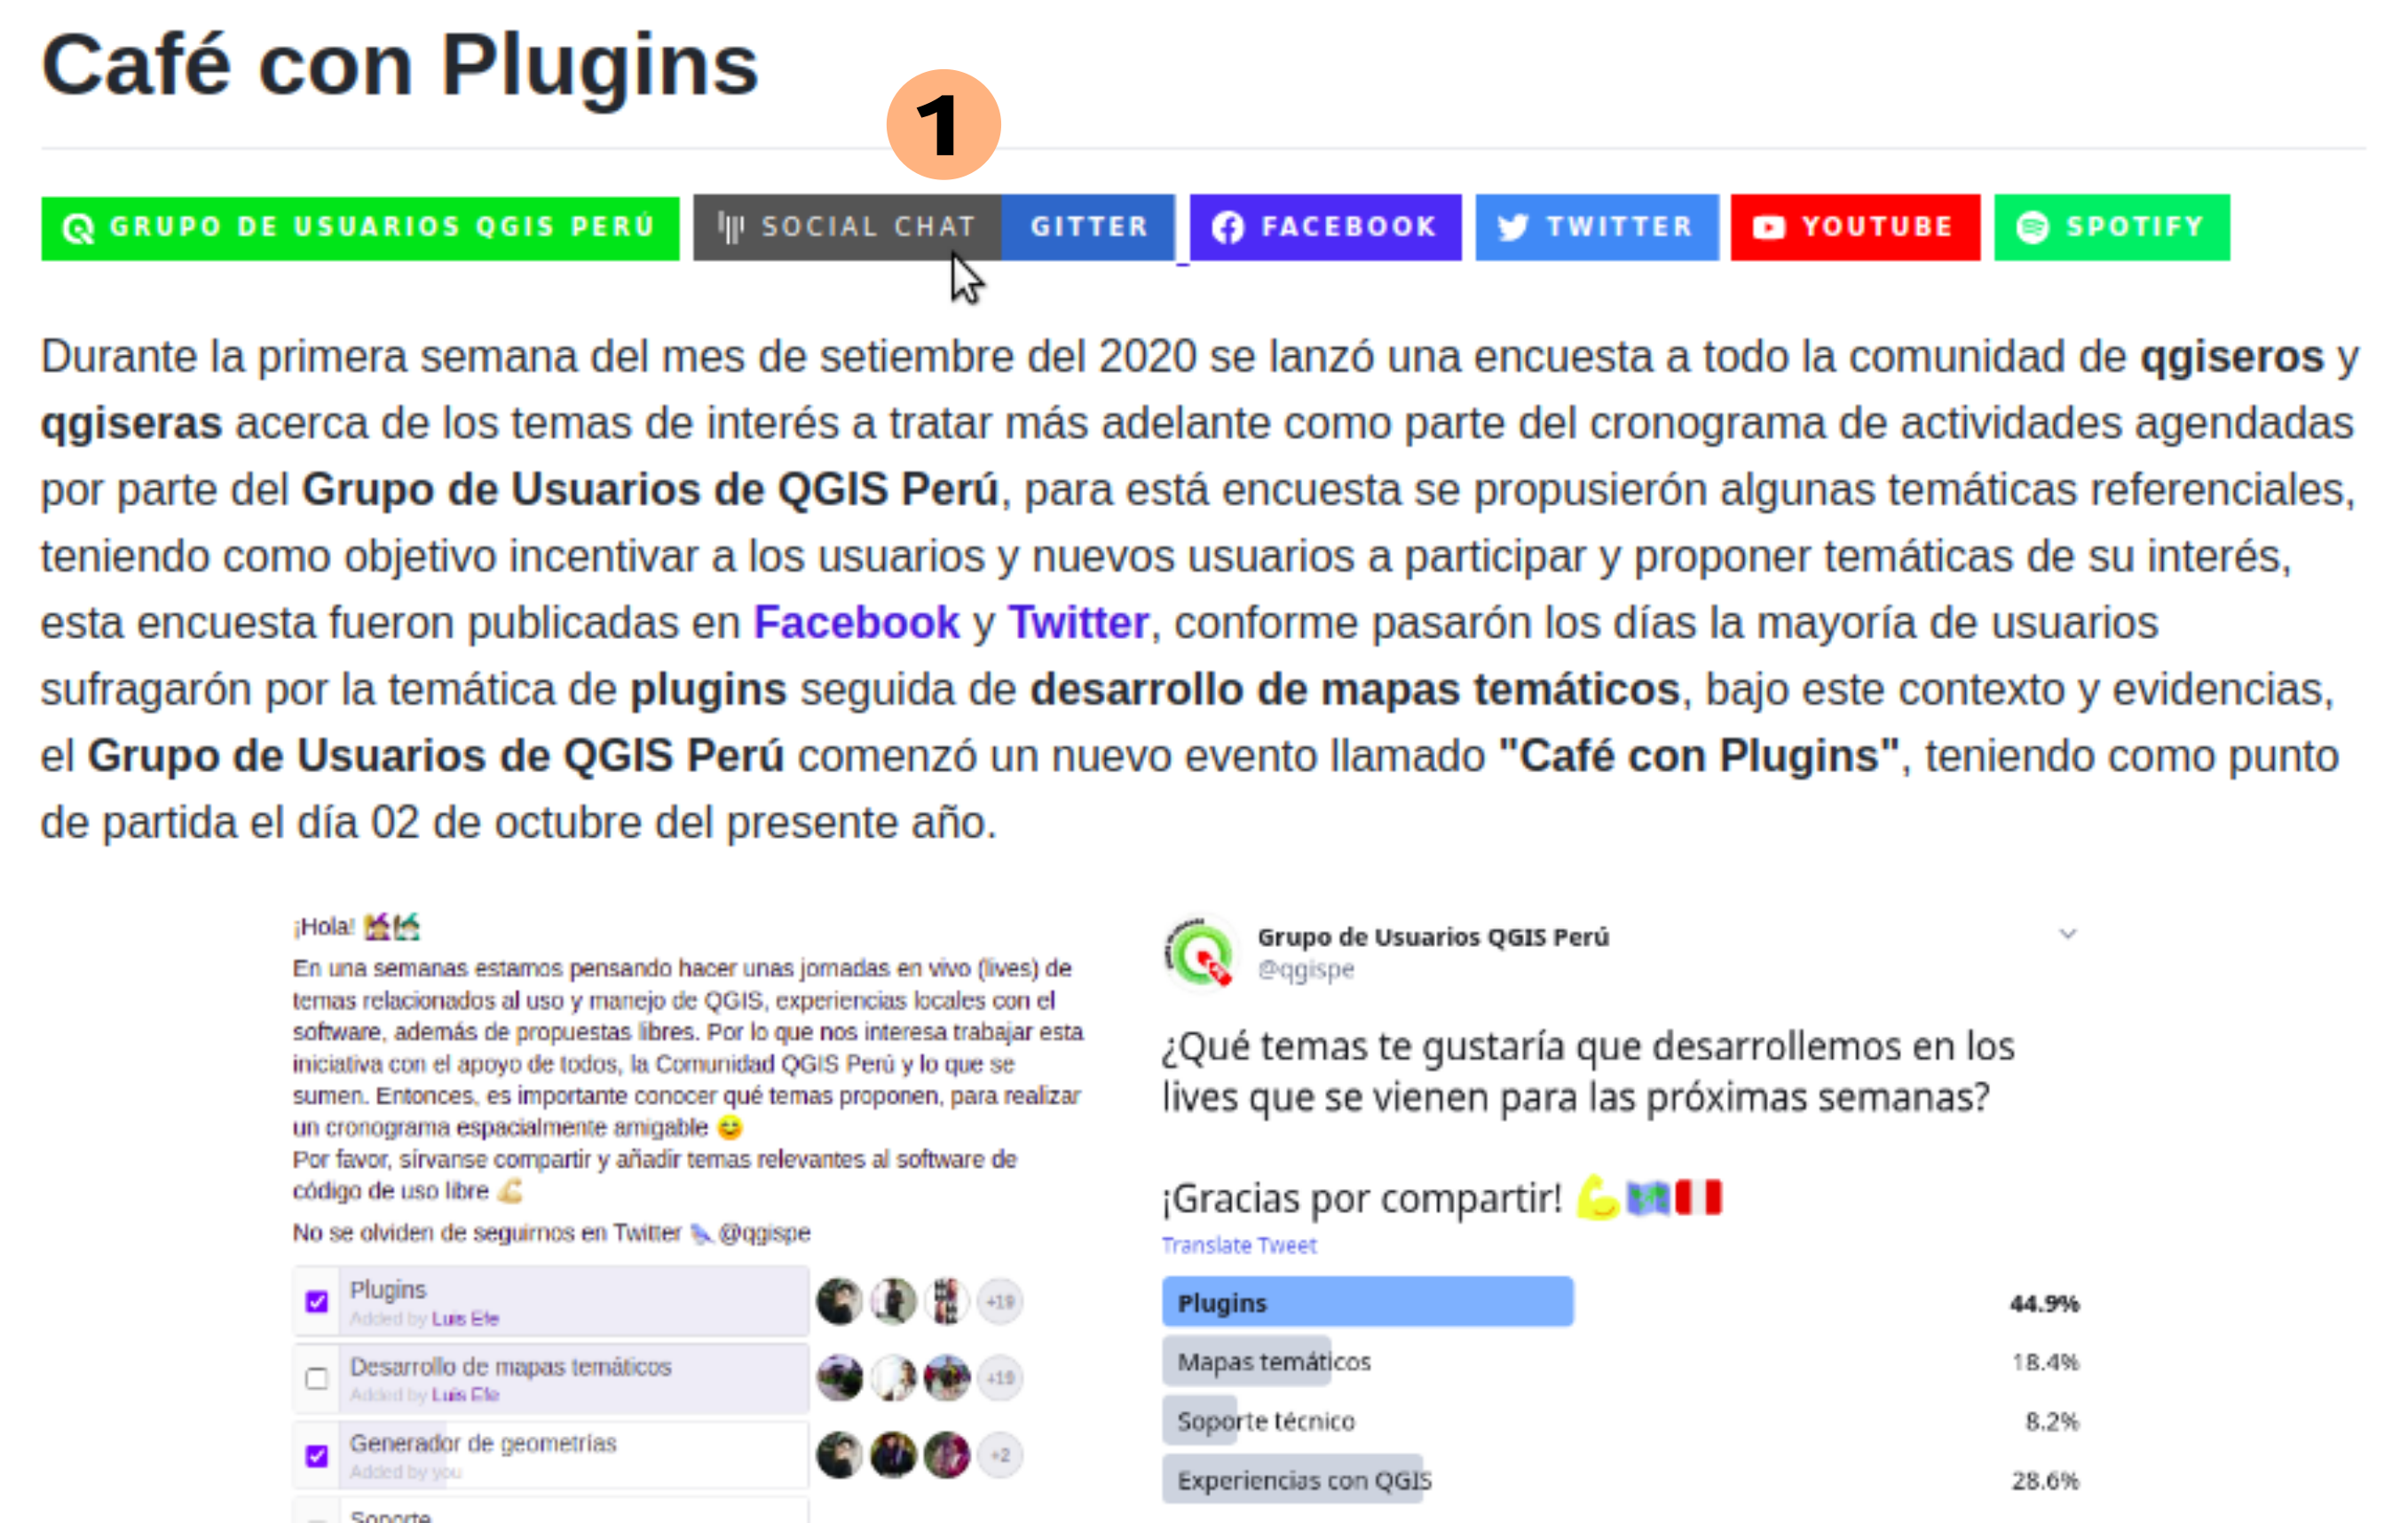 Café con Plugins
1
GRUPO DE USUARIOS QGIS PERÚ SOCIAL CHAT GITTER FACEBOOK TWITTER YOUTUBE SPOTIFY
Durante la primera semana del mes de setiembre del 2020 se lanzó una encuesta a todo la comunidad de qgiseros y
qgiseras acerca de los temas de interés a tratar más adelante como parte del cronograma de actividades agendadas
por parte del Grupo de Usuarios de QGIS Perú, para está encuesta se propusierón algunas temáticas referenciales,
teniendo como objetivo incentivar a los usuarios y nuevos usuarios a participar y proponer temáticas de su interés,
esta encuesta fueron publicadas en Facebook y Twitter, conforme pasarón los días la mayoría de usuarios
sufragarón por la temática de plugins seguida de desarrollo de mapas temáticos, bajo este contexto y evidencias,
el Grupo de Usuarios de QGIS Perú comenzó un nuevo evento llamado "Café con Plugins", teniendo como punto
de partida el día 02 de octubre del presente año.
¡Hola!
En una semanas estamos pensando hacer unas jornadas en vivo (lives) de
temas relacionados al uso y manejo de QGIS, experiencias locales con el
software, además de propuestas libres. Por lo que nos interesa trabajar esta
iniciativa con el apoyo de todos, la Comunidad QGIS Perú y lo que se
sumen. Entonces, es importante conocer qué temas proponen, para realizar
un cronograma espacialmente amigable 😊
Por favor, sírvanse compartir y añadir temas relevantes al software de
código de uso libre 💪
No se olviden de seguirnos en Twitter 🐦 @qgispe
Plugins
Added by Luis Efe
+19
Desarrollo de mapas temáticos
Added by Luis Efe
+19
Generador de geometrías
Added by you
+2
Soporte
Grupo de Usuarios QGIS Perú
@qgispe
¿Qué temas te gustaría que desarrollemos en los
lives que se vienen para las próximas semanas?
¡Gracias por compartir! 💪🗺️🇵🇪
Translate Tweet
Plugins 44.9%
Mapas temáticos 18.4%
Soporte técnico 8.2%
Experiencias con QGIS 28.6%